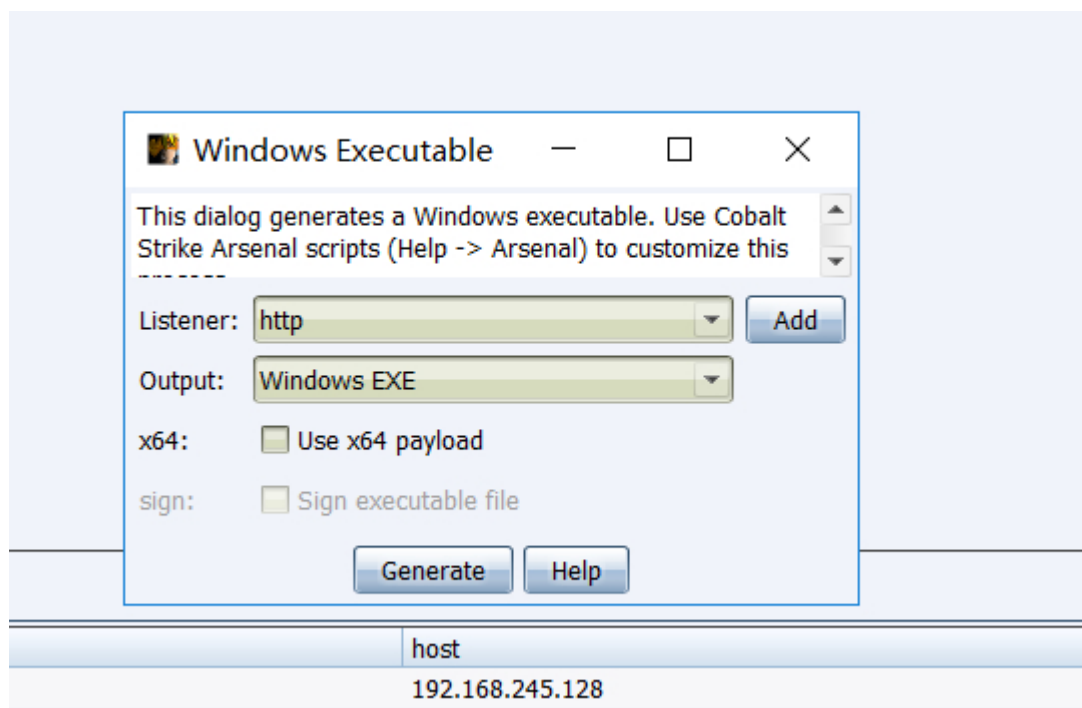 Windows Executable
This dialog generates a Windows executable. Use Cobalt
Strike Arsenal scripts (Help -> Arsenal) to customize this
Listener: http Add
Output: Windows EXE
x64: Use x64 payload
sign: Sign executable file
Generate Help
host
192.168.245.128